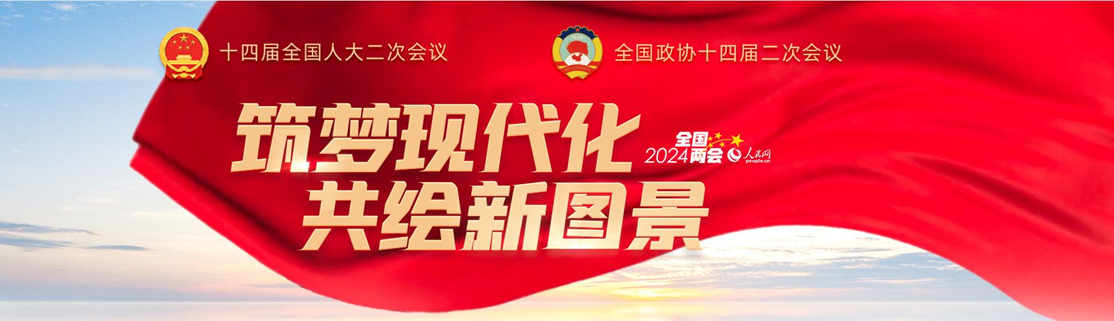 十四届全国人大二次会议
全国政协十四届二次会议
筑梦现代化
共绘新图景
全国
2024两会
人民网
people.cn